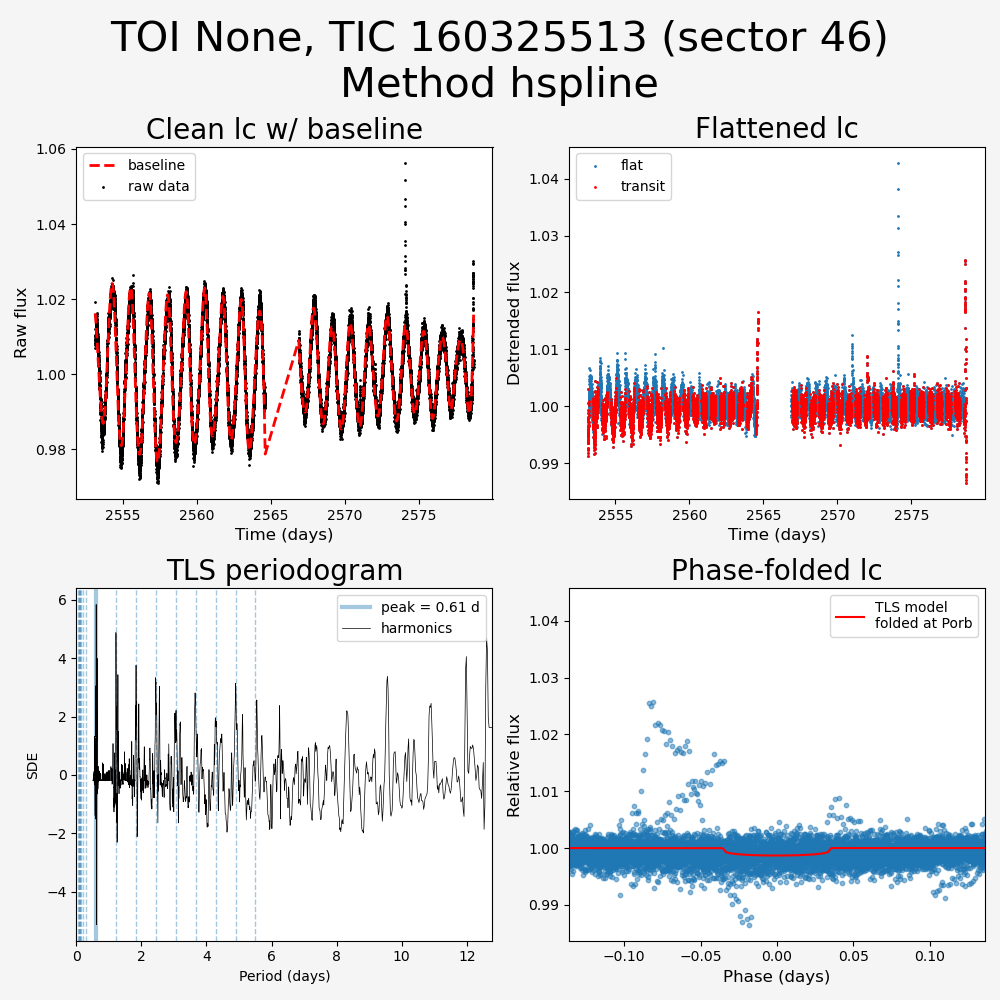 TOI None, TIC 160325513 (sector 46)
Method hspline
Clean lc w/ baseline
Flattened lc
baseline
raw data
flat
transit
1.06
1.04
1.02
1.00
0.98
Raw flux
2555
2560
2565
2570
2575
Time (days)
1.04
1.03
1.02
1.01
1.00
0.99
Detrended flux
2555
2560
2565
2570
2575
Time (days)
TLS periodogram
Phase-folded lc
peak = 0.61 d
harmonics
TLS model
folded at Porb
6
4
2
0
−2
−4
SDE
0
2
4
6
8
10
12
Period (days)
1.04
1.03
1.02
1.01
1.00
0.99
Relative flux
−0.10
−0.05
0.00
0.05
0.10
Phase (days)